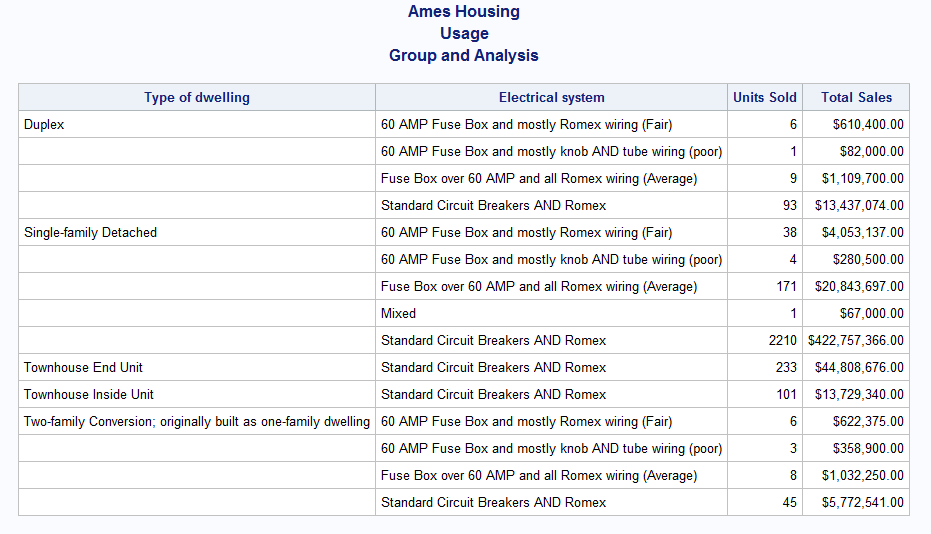 Ames Housing
Usage
Group and Analysis
Type of dwelling Electrical system Units Sold Total Sales
Duplex 60 AMP Fuse Box and mostly Romex wiring (Fair) 6 $610,400.00
60 AMP Fuse Box and mostly knob AND tube wiring (poor) 1 $82,000.00
Fuse Box over 60 AMP and all Romex wiring (Average) 9 $1,109,700.00
Standard Circuit Breakers AND Romex 93 $13,437,074.00
Single-family Detached 60 AMP Fuse Box and mostly Romex wiring (Fair) 38 $4,053,137.00
60 AMP Fuse Box and mostly knob AND tube wiring (poor) 4 $280,500.00
Fuse Box over 60 AMP and all Romex wiring (Average) 171 $20,843,697.00
Mixed 1 $67,000.00
Standard Circuit Breakers AND Romex 2210 $422,757,366.00
Townhouse End Unit Standard Circuit Breakers AND Romex 233 $44,808,676.00
Townhouse Inside Unit Standard Circuit Breakers AND Romex 101 $13,729,340.00
Two-family Conversion; originally built as one-family dwelling 60 AMP Fuse Box and mostly Romex wiring (Fair) 6 $622,375.00
60 AMP Fuse Box and mostly knob AND tube wiring (poor) 3 $358,900.00
Fuse Box over 60 AMP and all Romex wiring (Average) 8 $1,032,250.00
Standard Circuit Breakers AND Romex 45 $5,772,541.00